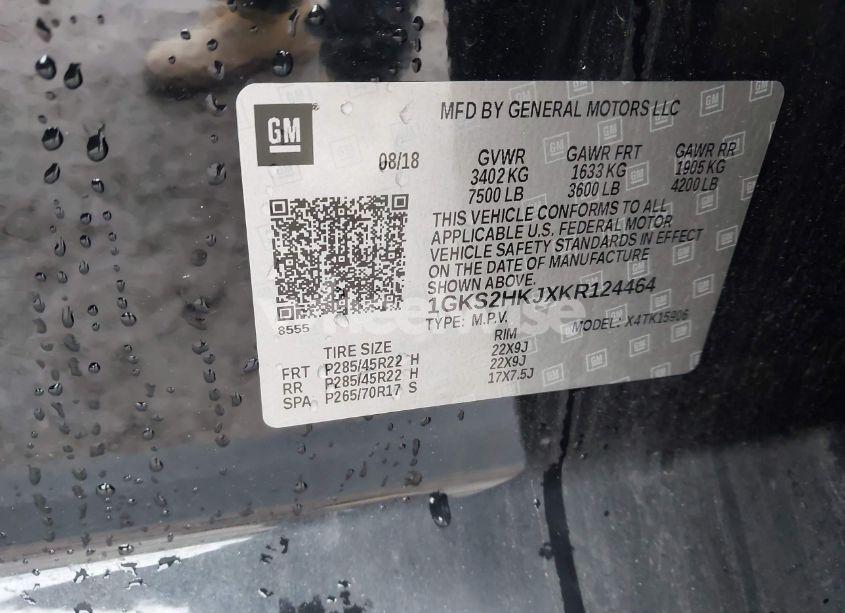 GM
MFD BY GENERAL MOTORS LLC
08/18 GVWR GAWR FRT GAWR RR
3402 KG 1633 KG 1905 KG
7500 LB 3600 LB 4200 LB
THIS VEHICLE CONFORMS TO ALL
APPLICABLE U.S. FEDERAL MOTOR
VEHICLE SAFETY STANDARDS IN EFFECT
ON THE DATE OF MANUFACTURE
SHOWN ABOVE.
1GKS2HKJXKR124464
8555
TYPE: M.P.V. MODEL: X4TK15906
TIRE SIZE RIM
FRT P285/45R22 H 22X9J
RR P285/45R22 H 22X9J
SPA P265/70R17 S 17X7.5J